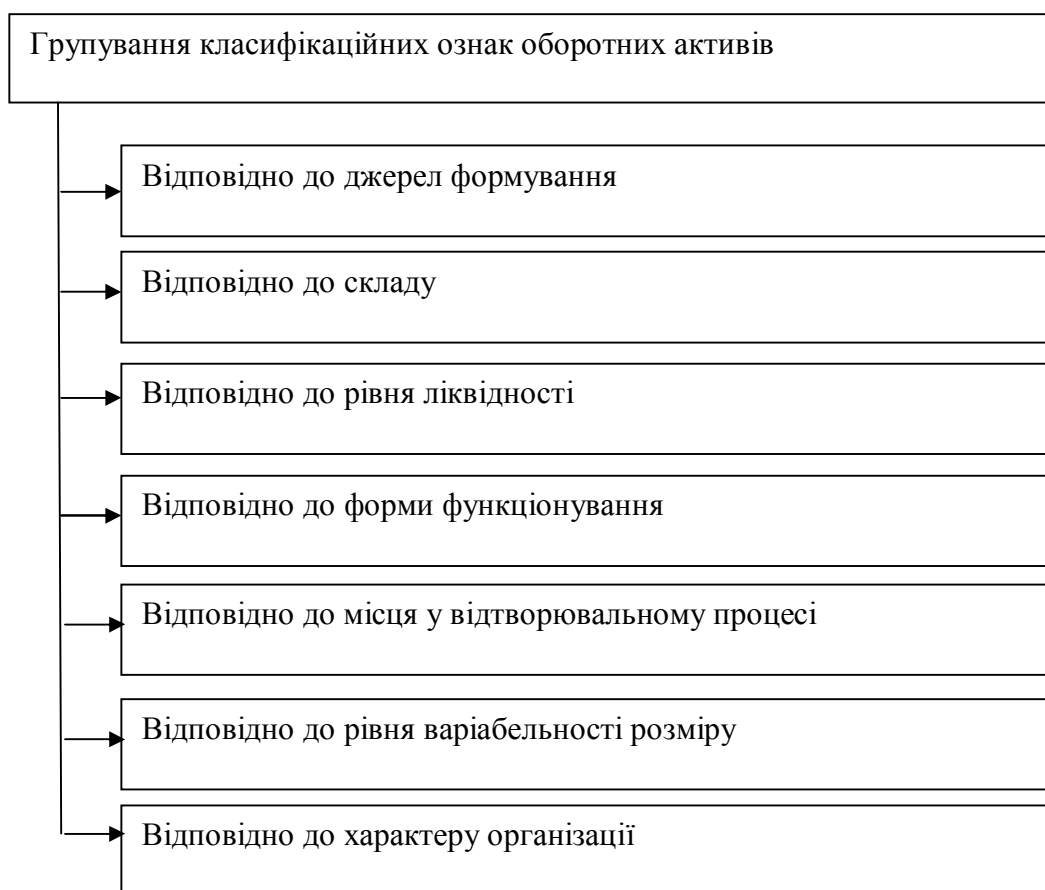 Групування класифікаційних ознак оборотних активів
Відповідно до джерел формування
Відповідно до складу
Відповідно до рівня ліквідності
Відповідно до форми функціонування
Відповідно до місця у відтворювальному процесі
Відповідно до рівня варіабельності розміру
Відповідно до характеру організації